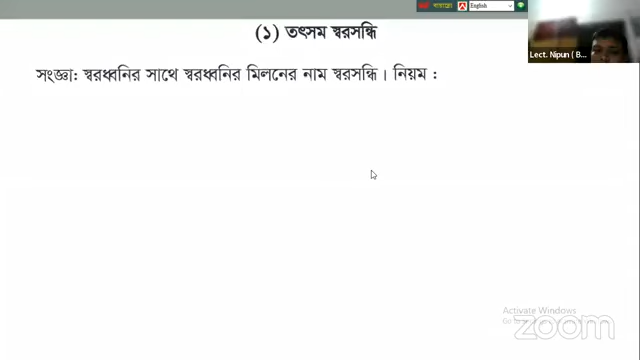 English
(১) তৎসম স্বরসন্ধি
Lect. Nipun ( B...
সংজ্ঞা: স্বরধ্বনির সাথে স্বরধ্বনির মিলনের নাম স্বরসন্ধি। নিয়ম :
Activate Windows
zoom